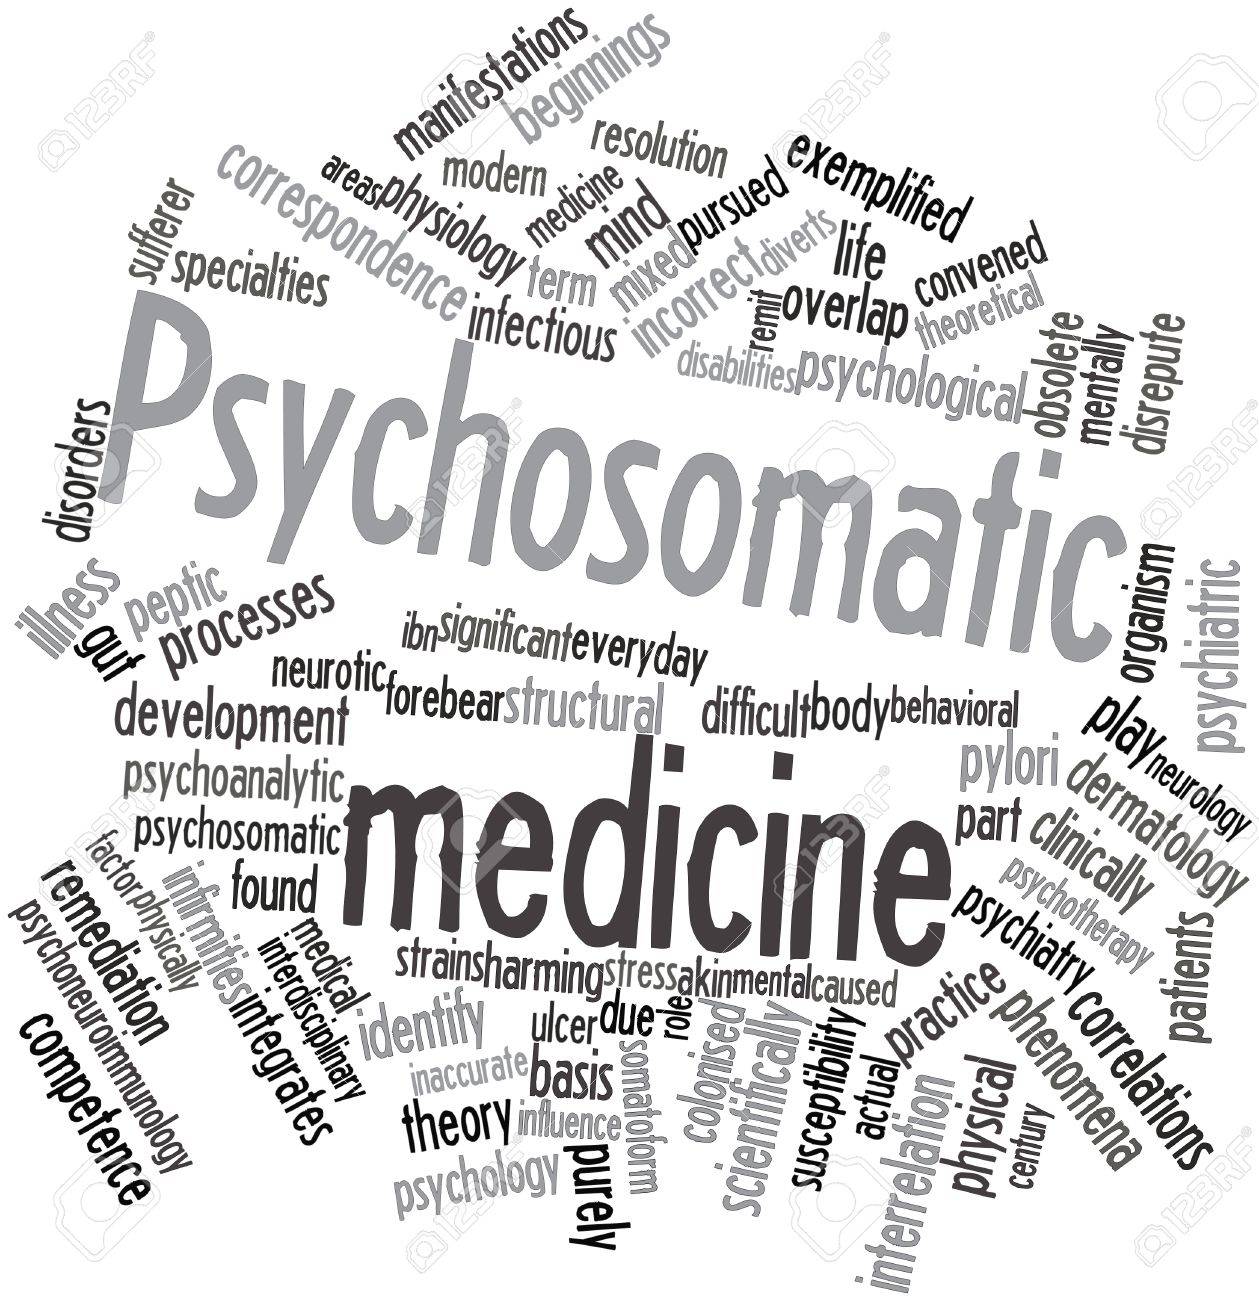 manifestations
beginnings
resolution
exemplified
modern
medicine
areas
physiology
correspondence
mind
pursued
sufferer
specialties
term
mixed
incorrect
diverts
life
convened
infectious
remit
overlap
theoretical
disabilities
psychological
obsolete
mentally
disrepute
Psychosomatic
disorders
illness
gut
peptic
processes
ibn
significant
everyday
organism
psychiatric
neurotic
forebear
structural
difficult
body
behavioral
development
play
neurology
pylori
dermatology
psychoanalytic
medicine
part
clinically
psychosomatic
found
psychotherapy
factor
physically
infirmities
remediation
psychoneuroimmunology
competence
medical
interdisciplinary
integrates
psychiatry
correlations
patients
strains
harming
stress
akin
mental
caused
identify
ulcer
due
role
colonised
scientifically
susceptibility
practice
phenomena
inaccurate
basis
somatoform
actual
theory
influence
physical
century
interrelation
psychology
purely
123RF